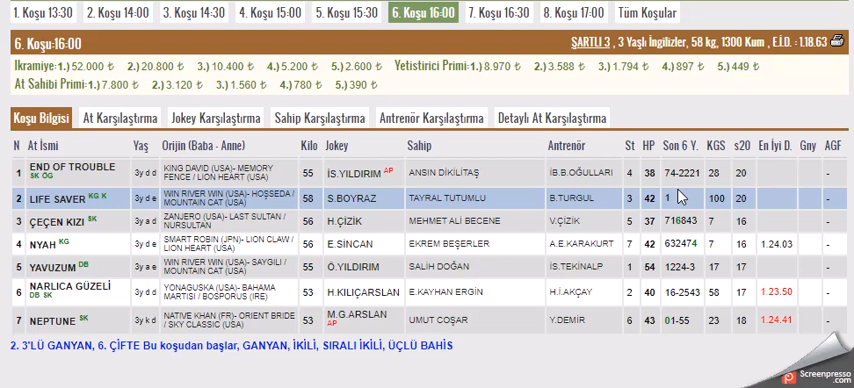 1. Koşu 13:30 2. Koşu 14:00 3. Koşu 14:30 4. Koşu 15:00 5. Koşu 15:30 6. Koşu 16:00 7. Koşu 16:30 8. Koşu 17:00 Tüm Koşular
6. Koşu:16:00 ŞARTLI 3 , 3 Yaşlı İngilizler, 58 kg, 1300 Kum , E.İ.D. : 1.18.63
Ikramiye:1.) 52.000 ₺ 2.) 20.800 ₺ 3.) 10.400 ₺ 4.) 5.200 ₺ 5.) 2.600 ₺ Yetistirici Primi:1.) 8.970 ₺ 2.) 3.588 ₺ 3.) 1.794 ₺ 4.) 897 ₺ 5.) 449 ₺
At Sahibi Primi:1.) 7.800 ₺ 2.) 3.120 ₺ 3.) 1.560 ₺ 4.) 780 ₺ 5.) 390 ₺
Koşu Bilgisi At Karşılaştırma Jokey Karşılaştırma Sahip Karşılaştırma Antrenör Karşılaştırma Detaylı At Karşılaştırma
N At İsmi Yaş Orijin (Baba - Anne) Kilo Jokey Sahip Antrenör St HP Son 6 Y. KGS s20 En İyi D. Gny AGF
1 END OF TROUBLE SK ÖG 3y d d KING DAVID (USA)- MEMORY FENCE / LION HEART (USA) 55 İS.YILDIRIM AP ANSIN DİKİLİTAŞ İB.B.OĞULLARI 4 38 74-2221 28 20 -
2 LIFE SAVER KG K 3y d d WIN RIVER WIN (USA)- HOŞSEDA / MOUNTAIN CAT (USA) 58 S.BOYRAZ TAYRAL TUTUMLU B.TURGUL 3 42 1 100 20 -
3 ÇEÇEN KIZI SK 3y a d ZANJERO (USA)- LAST SULTAN / NURSULTAN 56 H.ÇİZİK MEHMET ALİ BECENE V.ÇİZİK 5 37 716843 7 20 -
4 NYAH KG 3y d d SMART ROBIN (JPN)- LION CLAW / LION HEART (USA) 56 E.SİNCAN EKREM BEŞERLER A.E.KARAKURT 7 42 632474 7 16 1.24.03 -
5 YAVUZUM DB 3y a e WIN RIVER WIN (USA)- SAYGILI / MOUNTAIN CAT (USA) 55 Ö.YILDIRIM SALİH DOĞAN İS.TEKİNALP 1 54 1224-3 17 17 -
6 NARLICA GÜZELİ DB SK 3y d d YONAGUSKA (USA)- BAHAMA MARTISI / BOSPORUS (IRE) 53 H.KILIÇARSLAN E.KAYHAN ERGİN H.İ.AKÇAY 2 40 16-2543 58 17 1.23.50 -
7 NEPTUNE SK 3y k d NATIVE KHAN (FR)- ORIENT BRIDE / SKY CLASSIC (USA) 53 M.G.ARSLAN AP UMUT COŞAR Y.DEMİR 6 43 01-55 23 18 1.24.41 -
2. 3'LÜ GANYAN, 6. ÇİFTE Bu koşudan başlar, GANYAN, İKİLİ, SIRALI İKİLİ, ÜÇLÜ BAHİS
Screenpresso.com